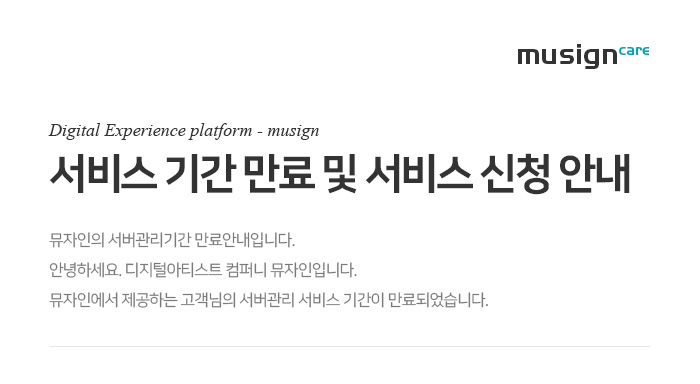 musign care
Digital Experience platform - musign
서비스 기간 만료 및 서비스 신청 안내
뮤자인의 서버관리기간 만료안내입니다.
안녕하세요. 디지털아티스트 컴퍼니 뮤자인입니다.
뮤자인에서 제공하는 고객님의 서버관리 서비스 기간이 만료되었습니다.